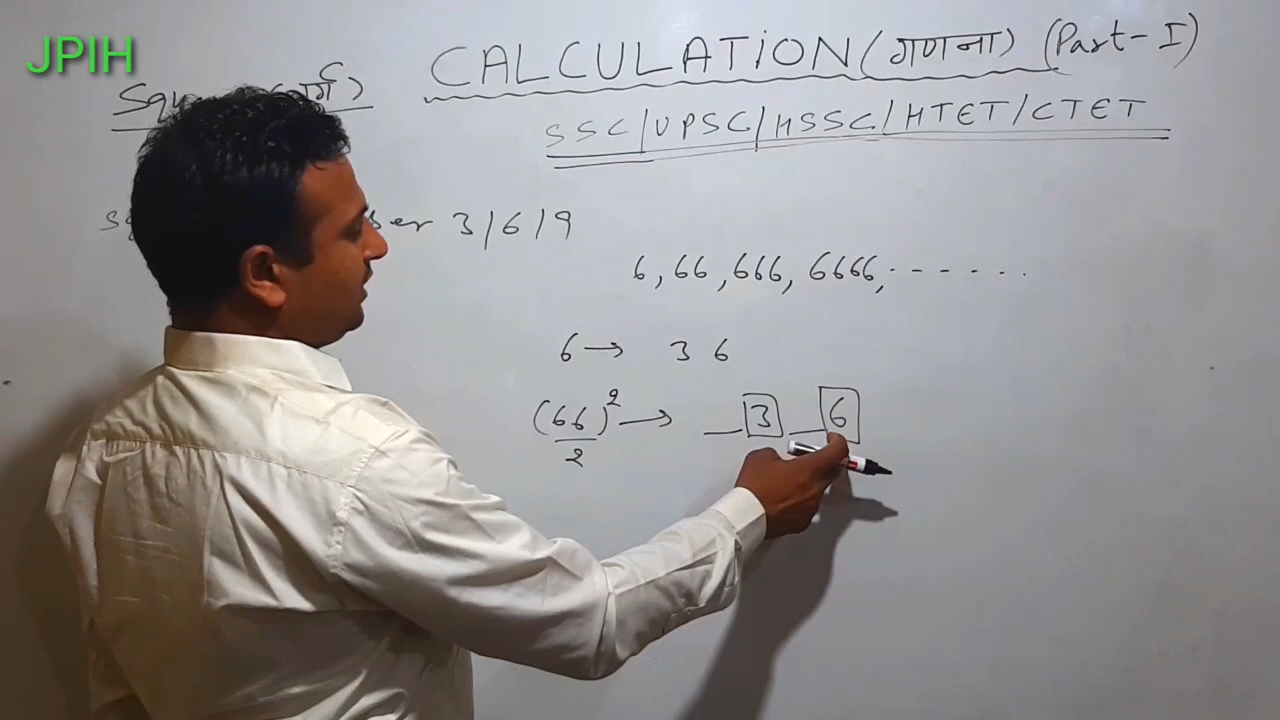 JPIH
CALCULATION (गणना) (Part-I)
SSC/UPSC/HSSC/HTET/CTET
3/6/9
6, 66, 666, 6666, ------
6 → 3 6
(66)² → _ 3 _ 6
2